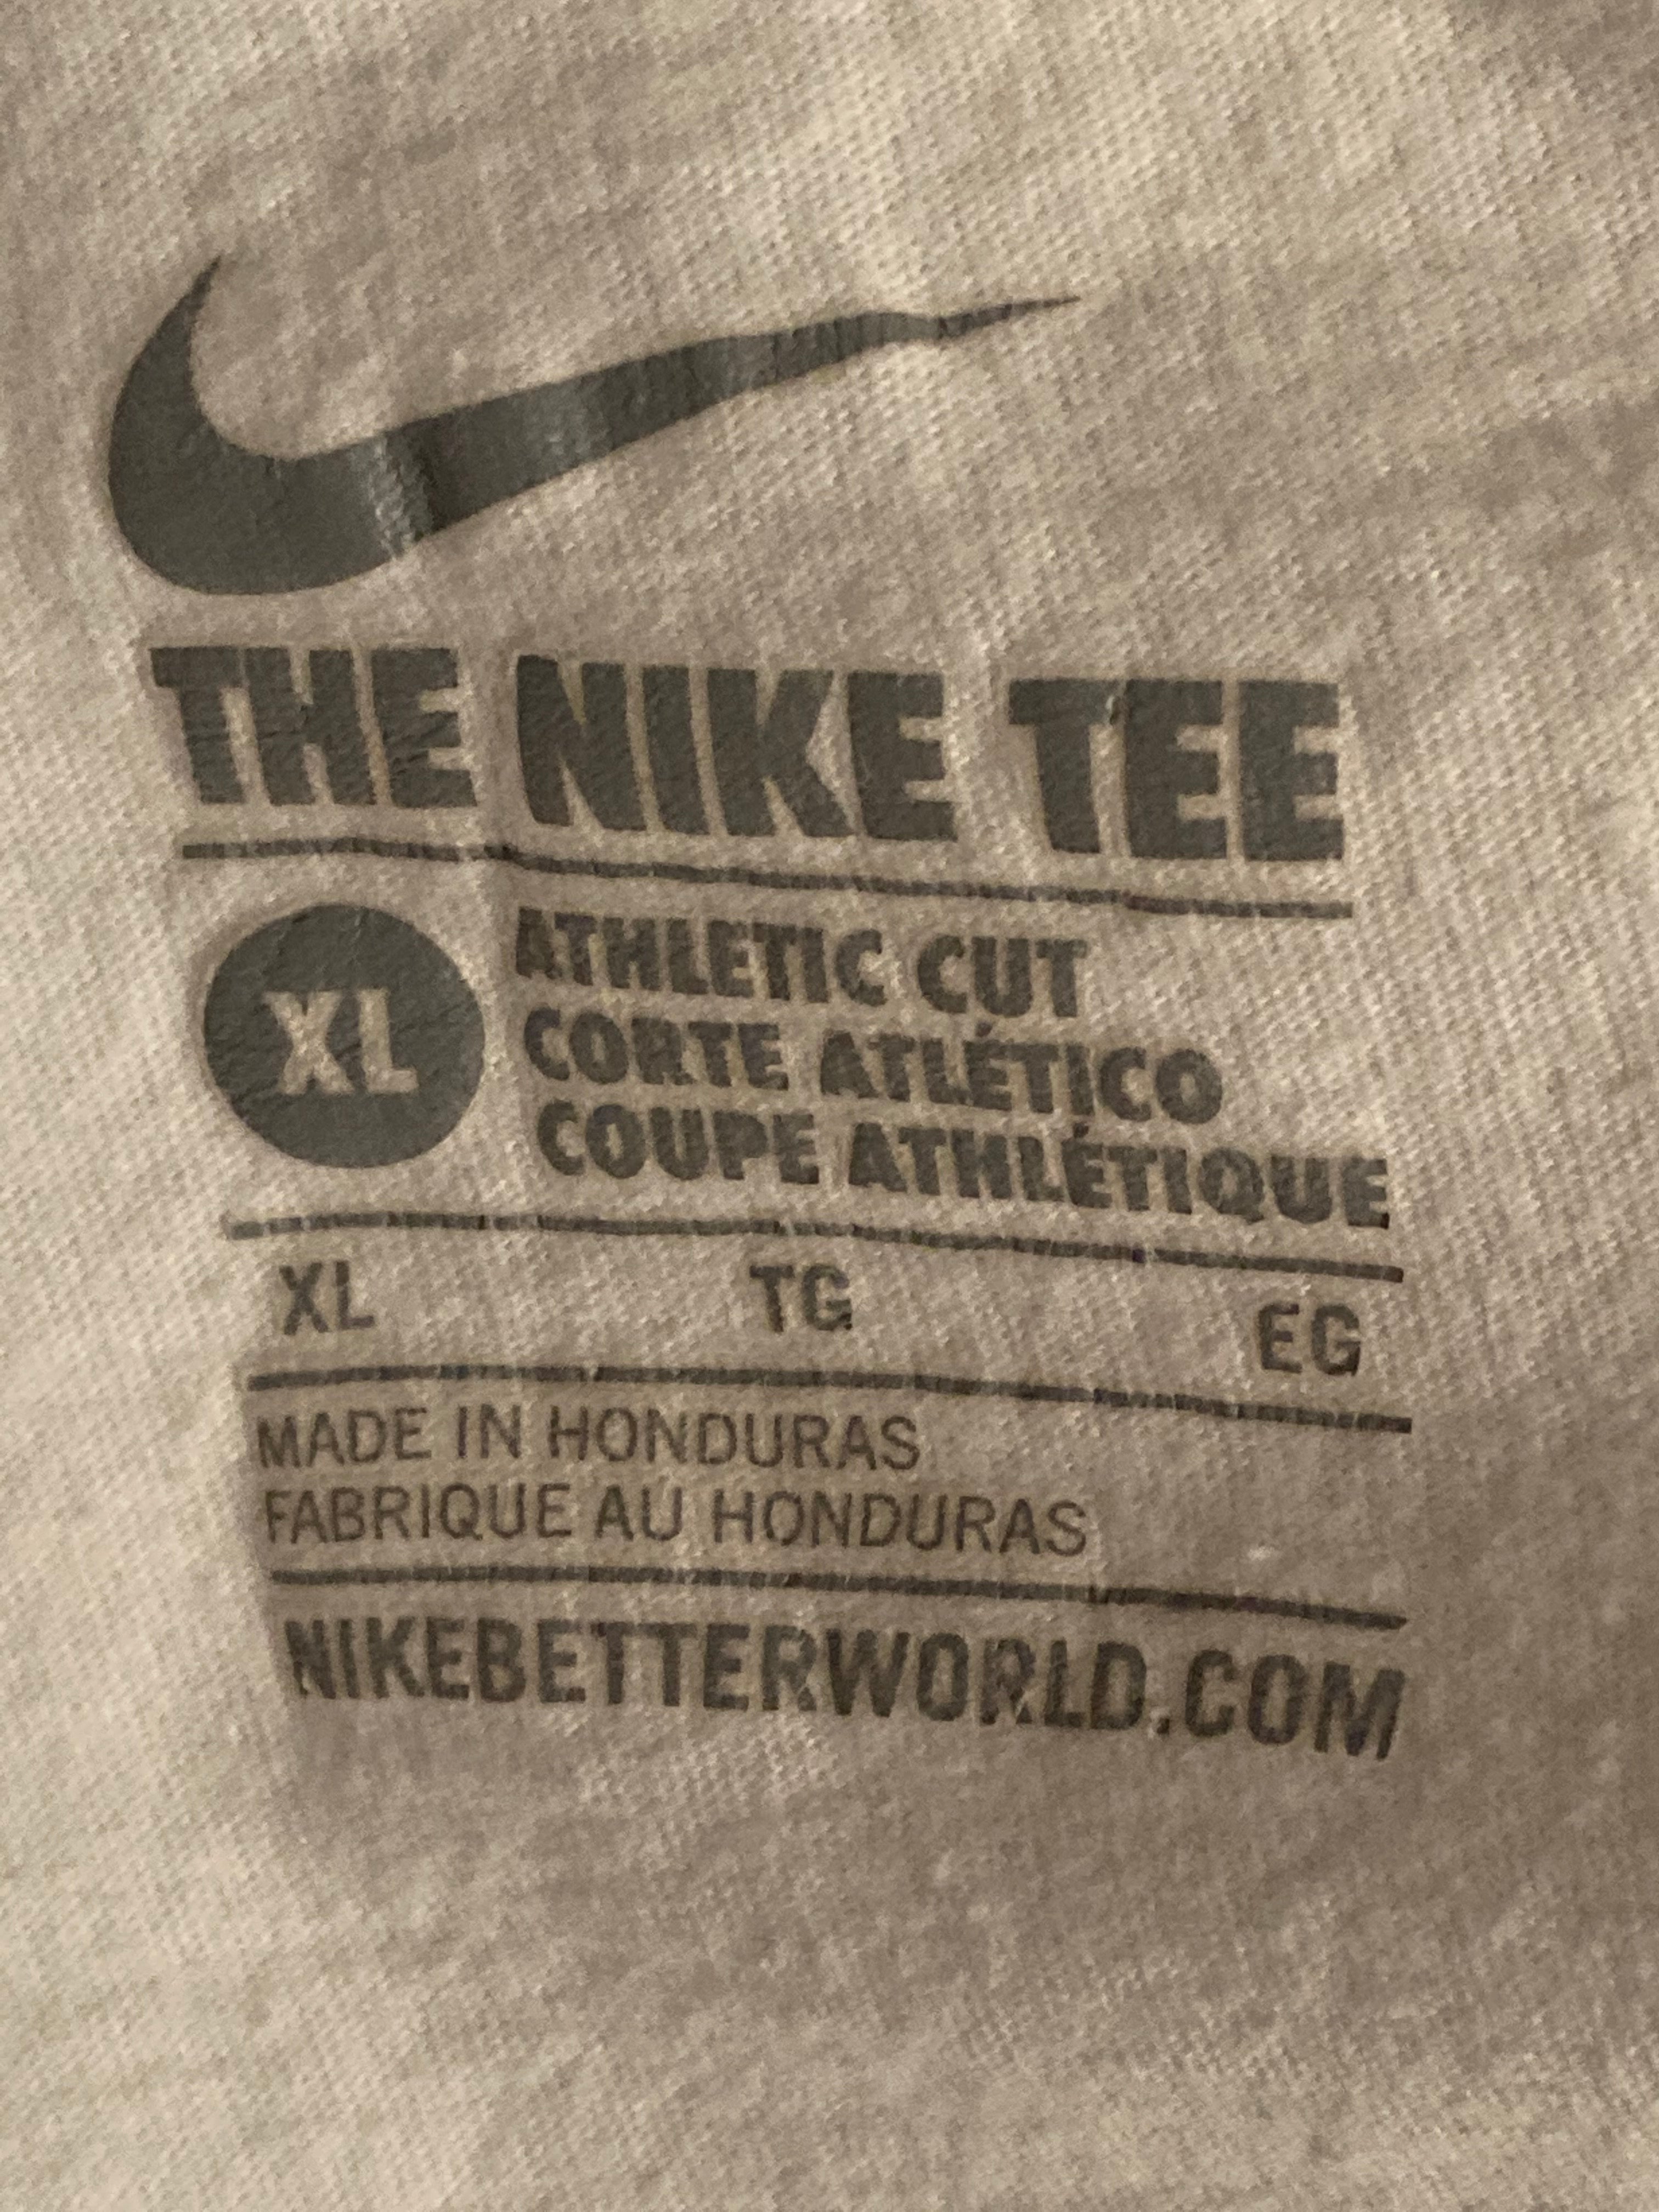 THE NIKE TEE
XL
ATHLETIC CUT
CORTE ATLÉTICO
COUPE ATHLÉTIQUE
XL TG EG
MADE IN HONDURAS
FABRIQUE AU HONDURAS
NIKEBETTERWORLD.COM